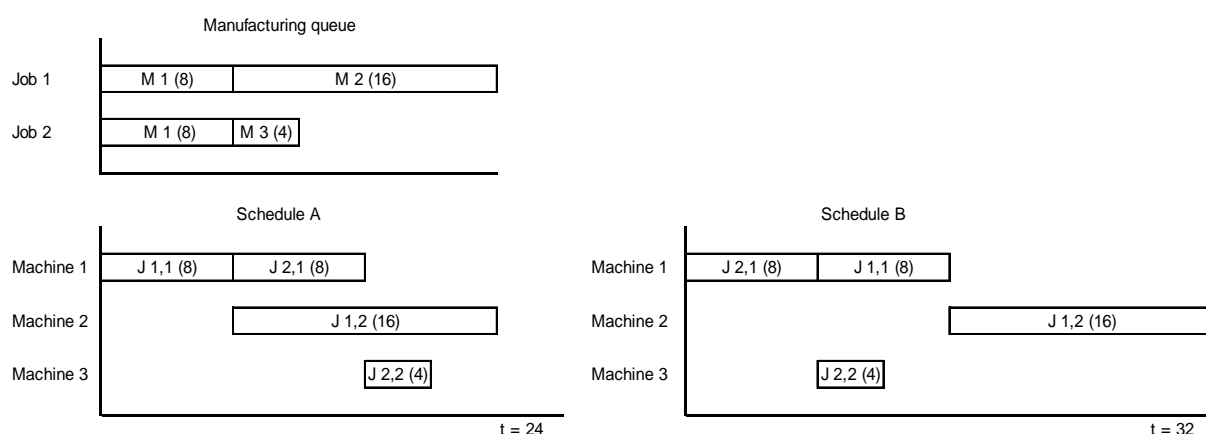 Manufacturing queue
Job 1 M 1 (8) M 2 (16)
Job 2 M 1 (8) M 3 (4)
Schedule A
Machine 1 J 1,1 (8) J 2,1 (8)
Machine 2 J 1,2 (16)
Machine 3 J 2,2 (4)
t = 24
Schedule B
Machine 1 J 2,1 (8) J 1,1 (8)
Machine 2 J 1,2 (16)
Machine 3 J 2,2 (4)
t = 32